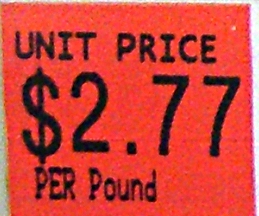 UNIT PRICE
$2.77
PER Pound